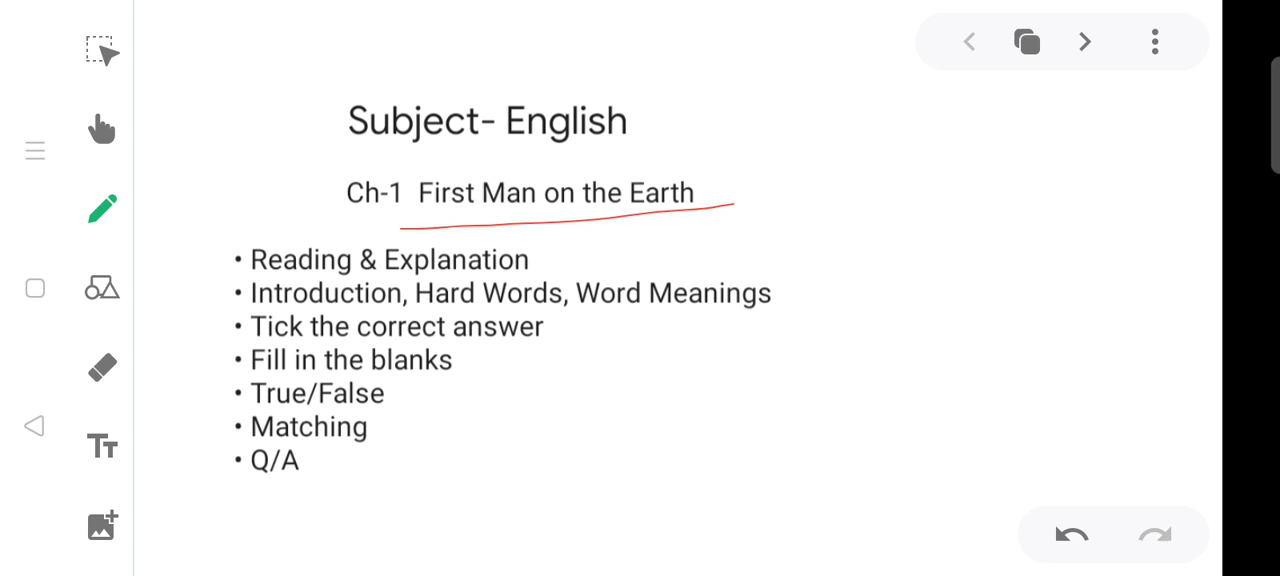 Subject- English
Ch-1 First Man on the Earth
• Reading & Explanation
• Introduction, Hard Words, Word Meanings
• Tick the correct answer
• Fill in the blanks
• True/False
• Matching
• Q/A